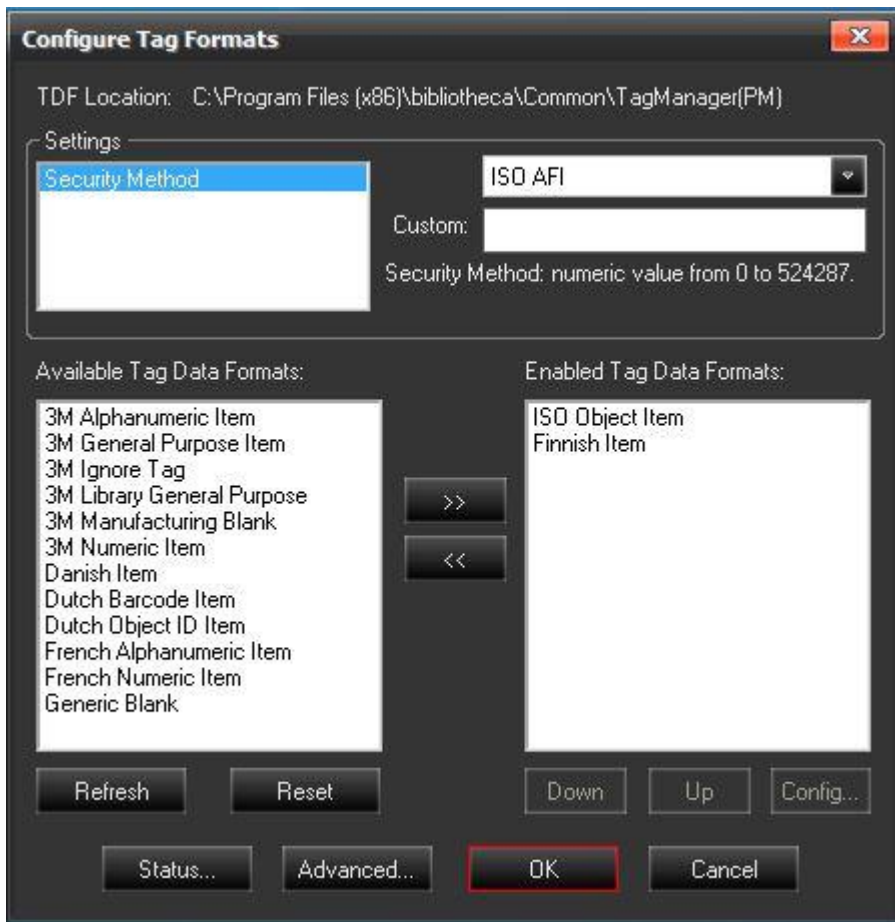 Configure Tag Formats
TDF Location: C:\Program Files (x86)\bibliotheca\Common\TagManager(PM)
Settings
Security Method
ISO AFI
Custom:
Security Method: numeric value from 0 to 524287.
Available Tag Data Formats:
3M Alphanumeric Item
3M General Purpose Item
3M Ignore Tag
3M Library General Purpose
3M Manufacturing Blank
3M Numeric Item
Danish Item
Dutch Barcode Item
Dutch Object ID Item
French Alphanumeric Item
French Numeric Item
Generic Blank
>>
<<
Enabled Tag Data Formats:
ISO Object Item
Finnish Item
Refresh
Reset
Down
Up
Config...
Status...
Advanced...
OK
Cancel